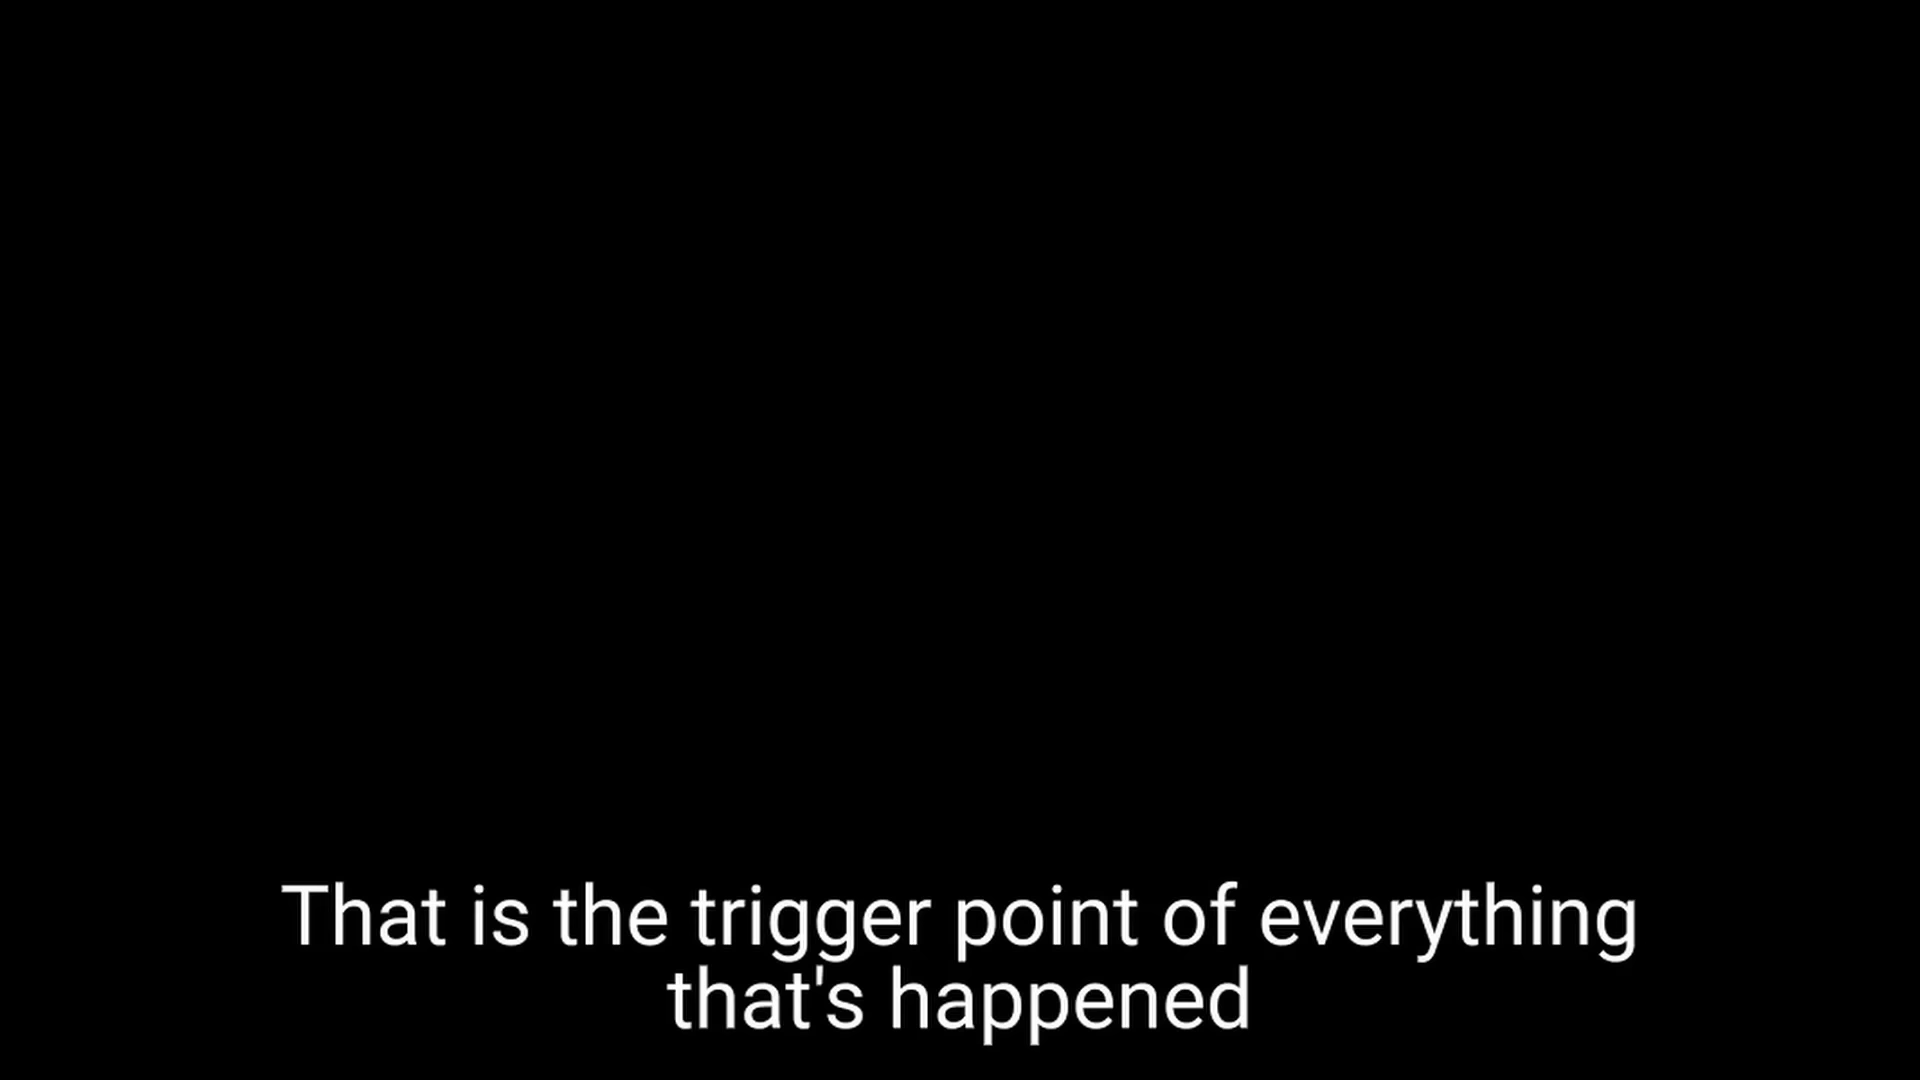 That is the trigger point of everything
that's happened